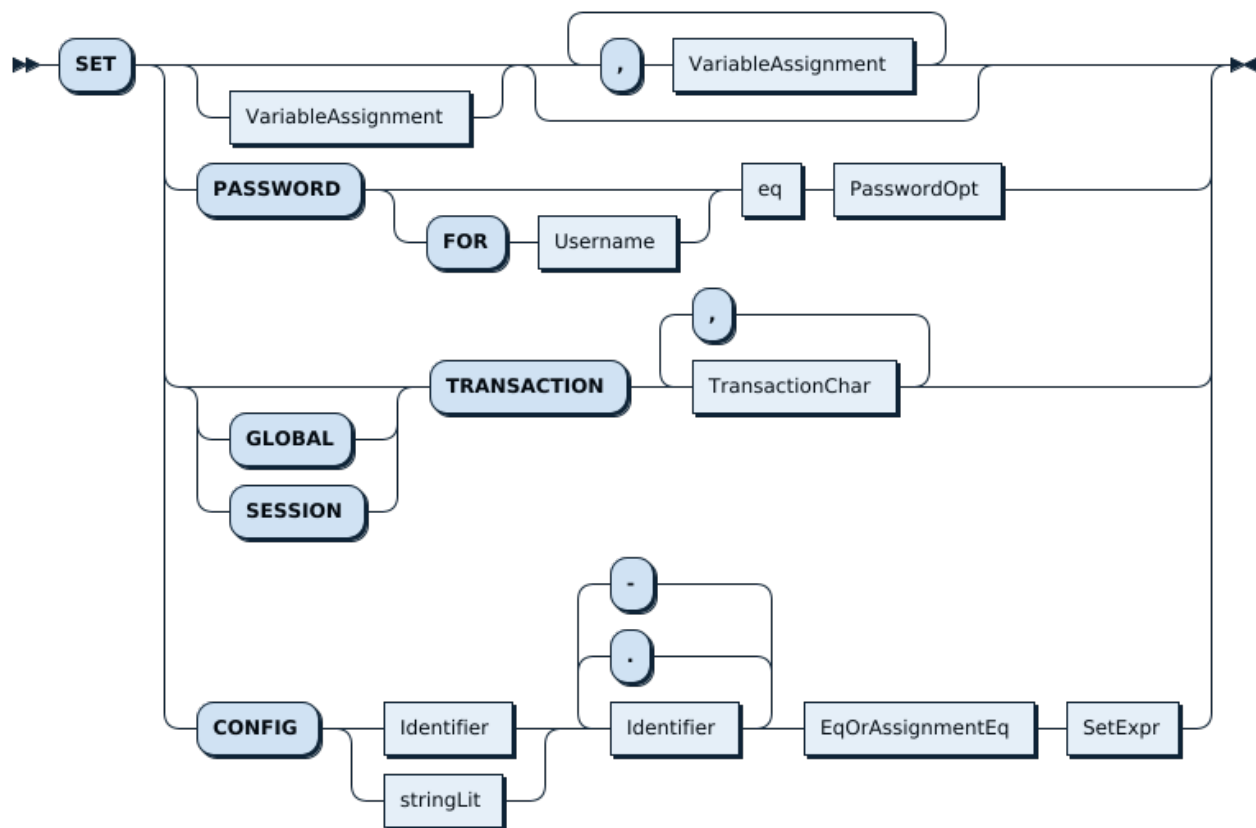 SET , VariableAssignment
VariableAssignment
PASSWORD eq PasswordOpt
FOR Username
,
TRANSACTION TransactionChar
GLOBAL
SESSION
-
.
CONFIG Identifier Identifier EqOrAssignmentEq SetExpr
stringLit